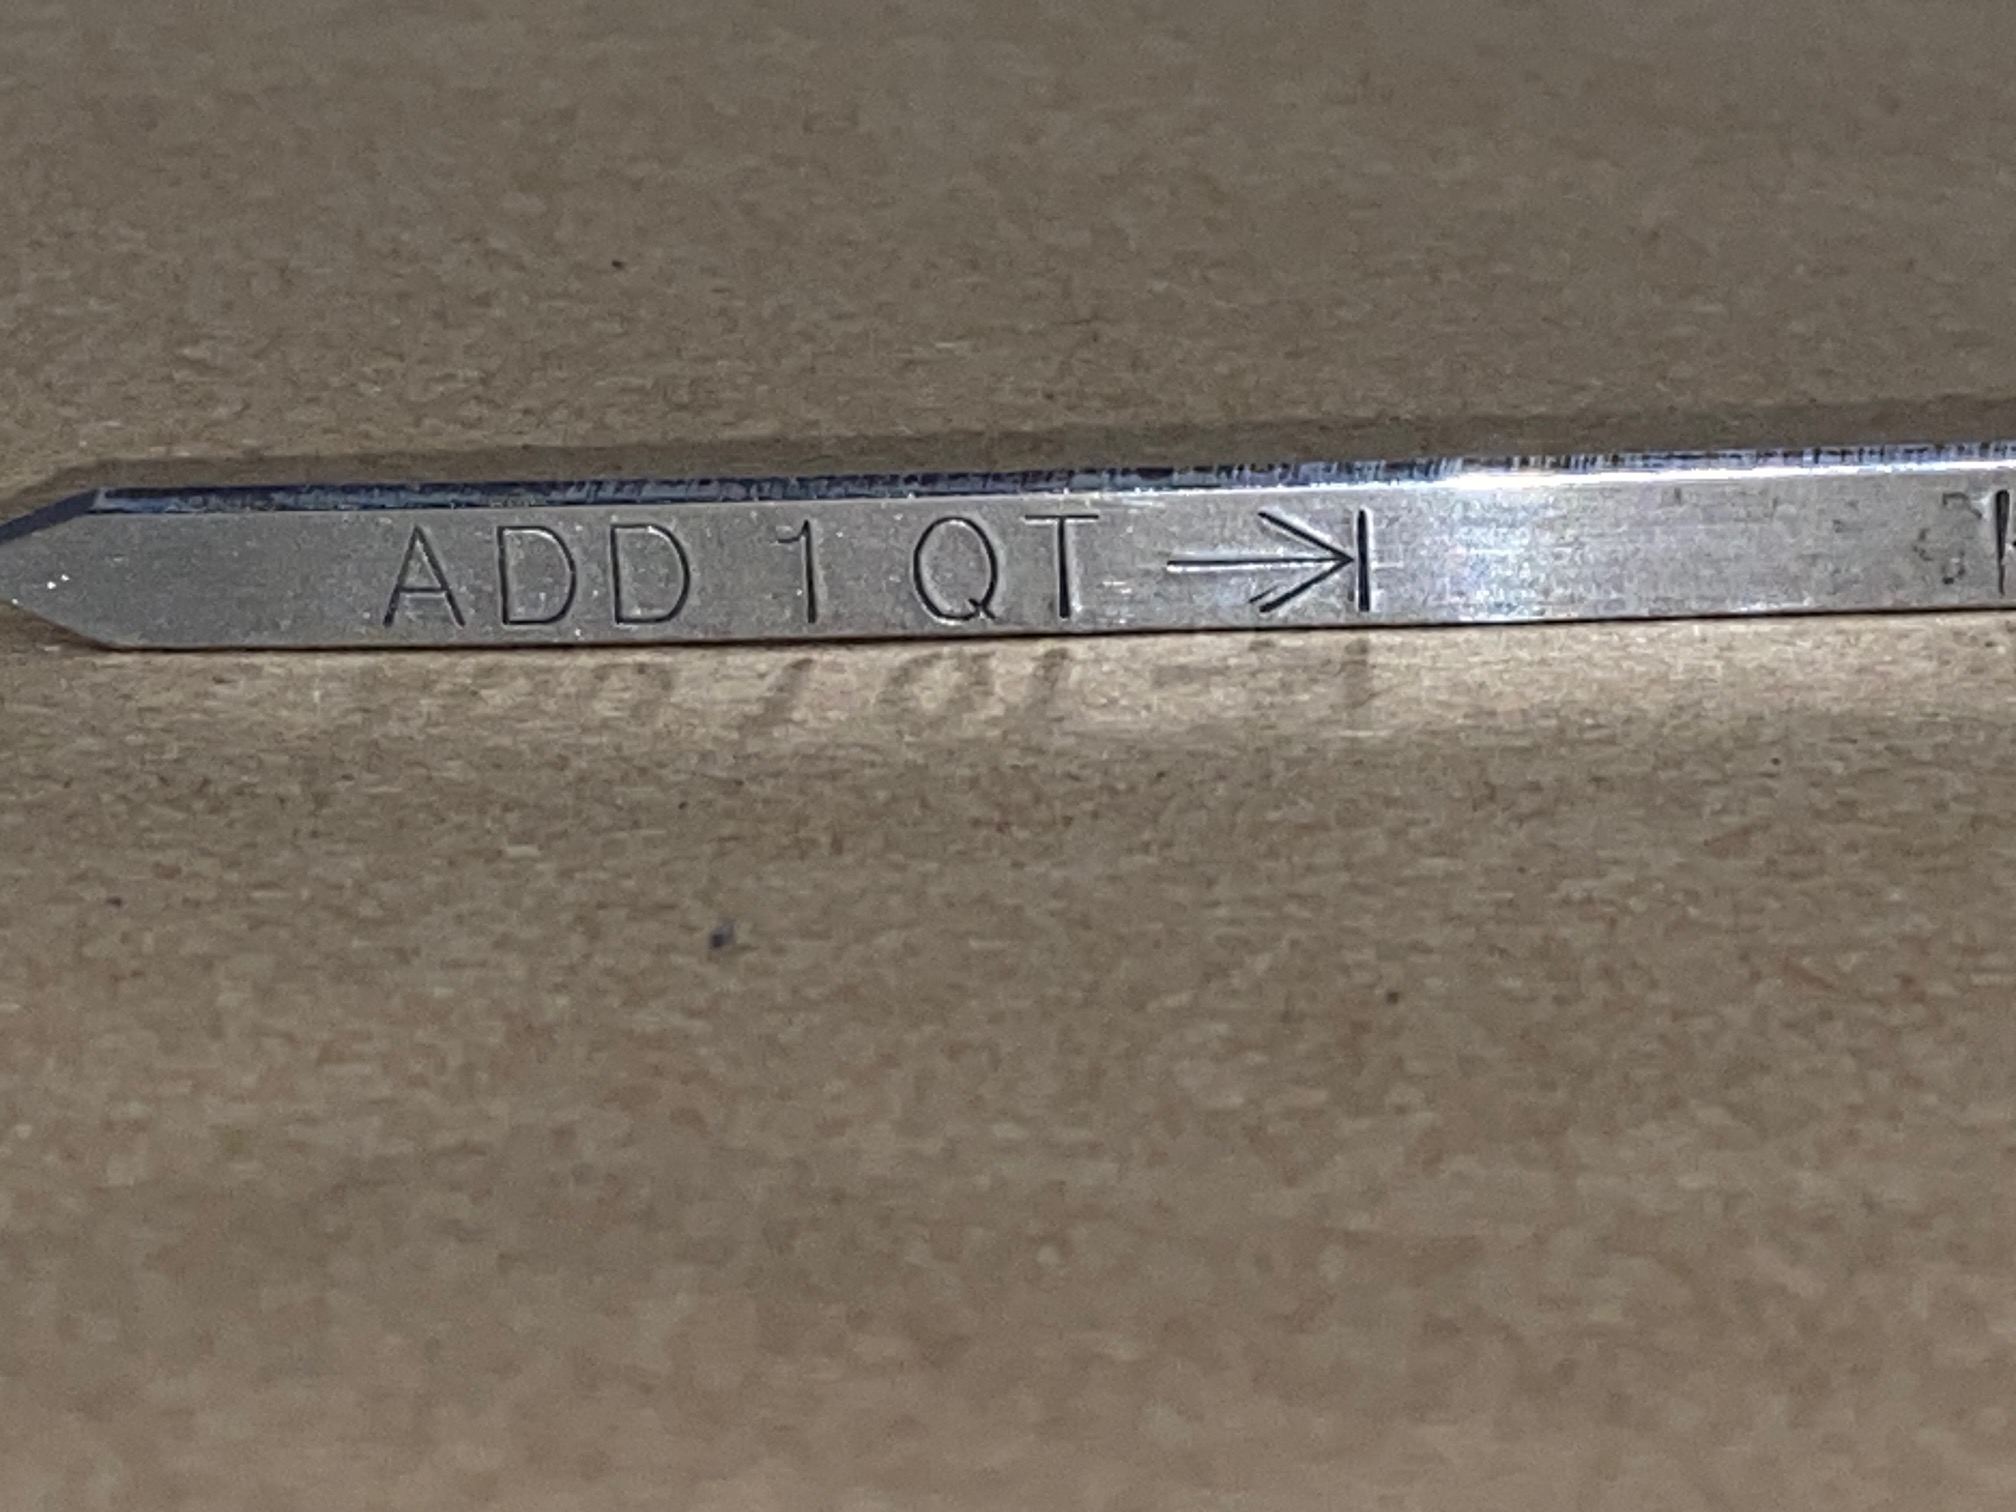 ADD 1 QT →|